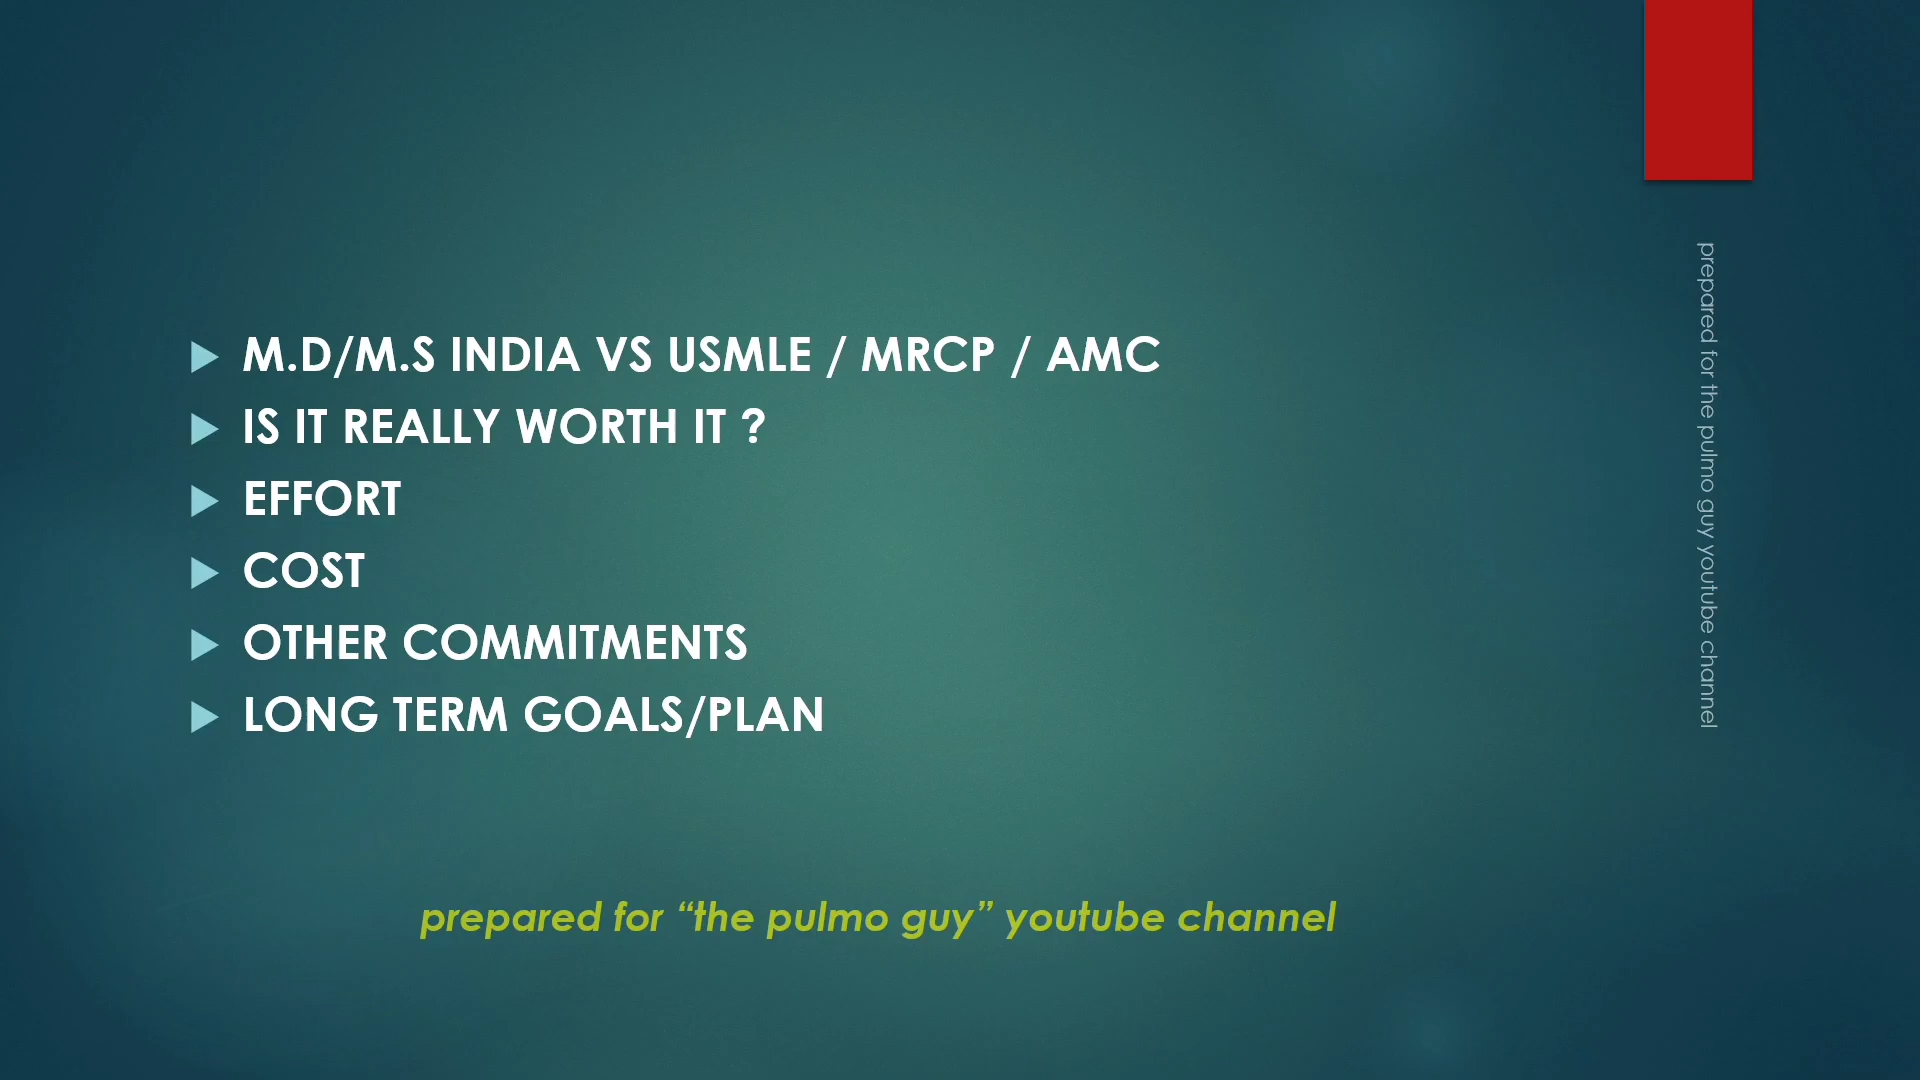 M.D/M.S INDIA VS USMLE / MRCP / AMC
IS IT REALLY WORTH IT ?
EFFORT
COST
OTHER COMMITMENTS
LONG TERM GOALS/PLAN
prepared for “the pulmo guy” youtube channel
prepared for the pulmo guy youtube channel